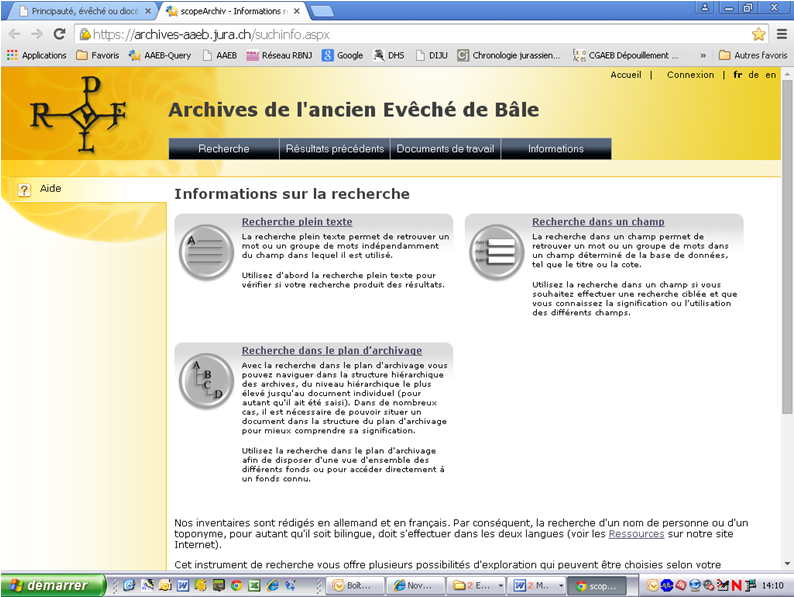 Principauté, évêché ou dioc
scopeArchiv - Informations r
https://archives-aaeb.jura.ch/suchinfo.aspx
Applications
Favoris
AAEB-Query
AAEB
Réseau RBNJ
Google
DHS
DIJU
Chronologie jurassien...
CGAEB Dépouillement ...
»
Autres favoris
Accueil | Connexion | fr de en
R P F L
Archives de l'ancien Evêché de Bâle
Recherche
Résultats précédents
Documents de travail
Informations
? Aide
Informations sur la recherche
A
Recherche plein texte
La recherche plein texte permet de retrouver un
mot ou un groupe de mots indépendamment
du champ dans lequel il est utilisé.
Utilisez d'abord la recherche plein texte pour
vérifier si votre recherche produit des résultats.
Recherche dans un champ
La recherche dans un champ permet de
retrouver un mot ou un groupe de mots dans
un champ déterminé de la base de données,
tel que le titre ou la cote.
Utilisez la recherche dans un champ si vous
souhaitez effectuer une recherche ciblée et que
vous connaissez la signification ou l'utilisation
des différents champs.
A
B
C
D
Recherche dans le plan d'archivage
Avec la recherche dans le plan d'archivage vous
pouvez naviguer dans la structure hiérarchique
des archives, du niveau hiérarchique le plus
élevé jusqu'au document individuel (pour
autant qu'il ait été saisi). Dans de nombreux
cas, il est nécessaire de pouvoir situer un
document dans la structure du plan d'archivage
pour mieux comprendre sa signification.
Utilisez la recherche dans le plan d'archivage
afin de disposer d'une vue d'ensemble des
différents fonds ou pour accéder directement à
un fonds connu.
Nos inventaires sont rédigés en allemand et en français. Par conséquent, la recherche d'un nom de personne ou d'un
toponyme, pour autant qu'il soit bilingue, doit s'effectuer dans les deux langues (voir les Ressources sur notre site
Internet).
Cet instrument de recherche vous offre plusieurs possibilités d'exploration qui peuvent être choisies selon votre
démarrer
Boît...
Nov...
2 E...
2 M...
scop...
14:10